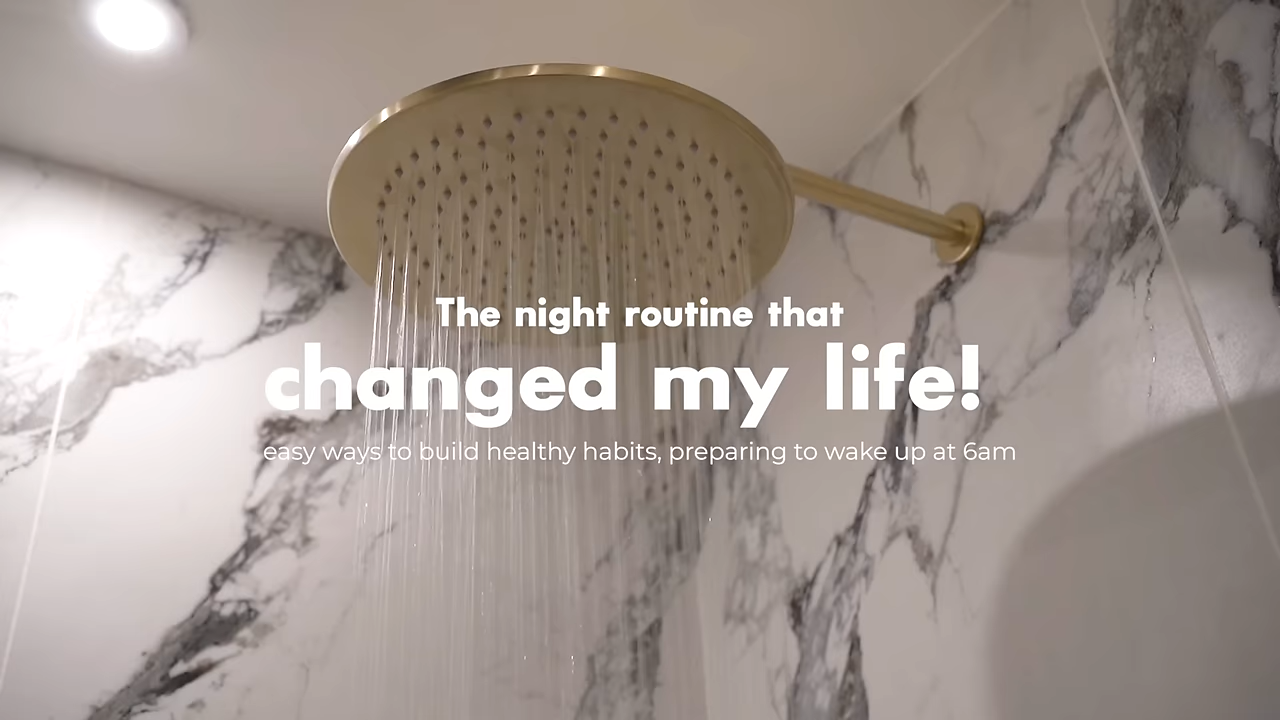 The night routine that
changed my life!
easy ways to build healthy habits, preparing to wake up at 6am